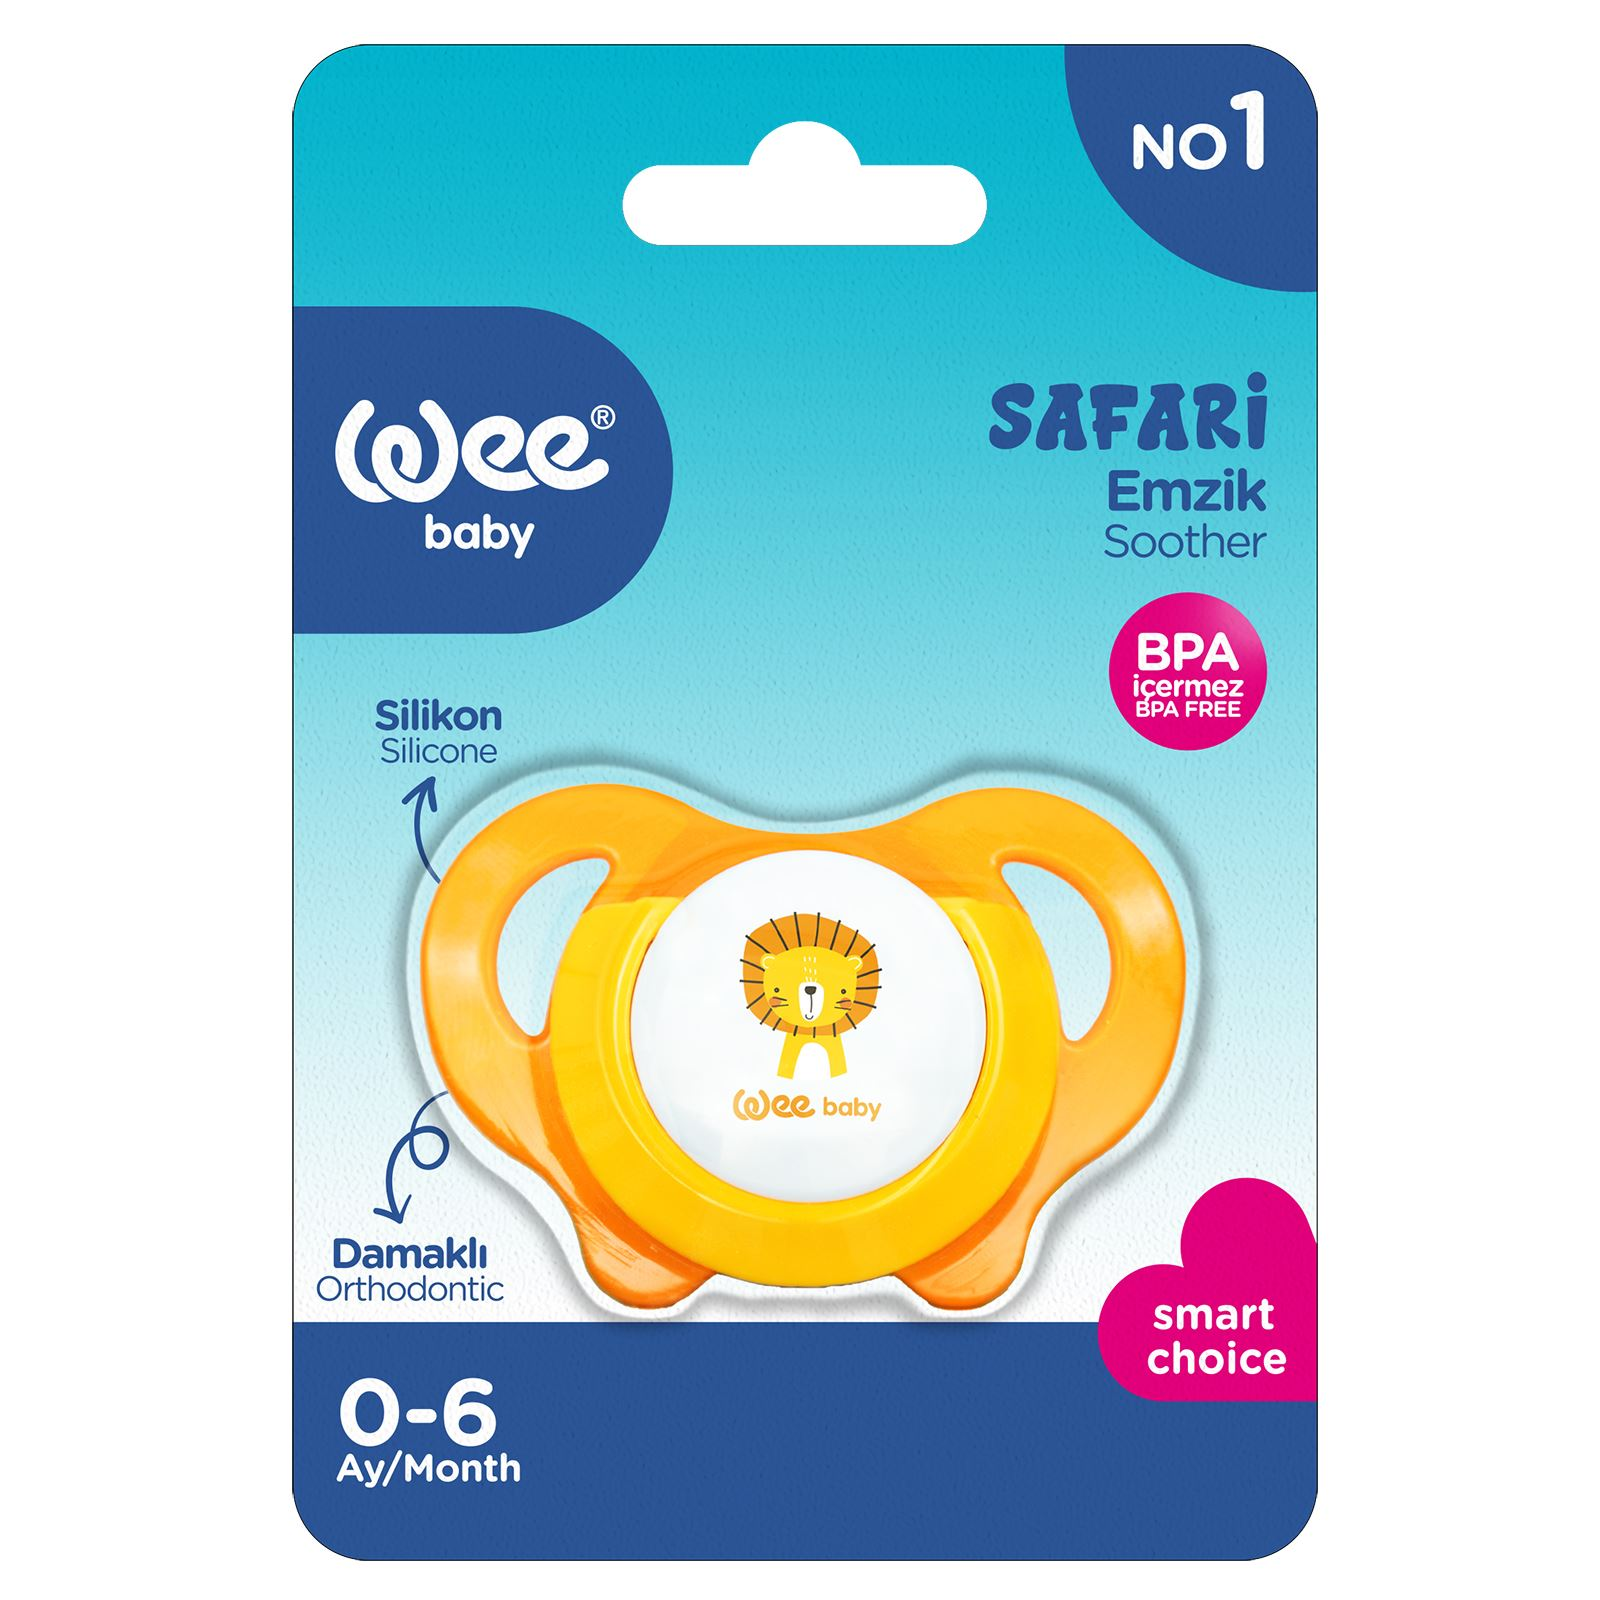 NO1
Wee®
baby
SAFARİ
Emzik
Soother
BPA
içermez
BPA FREE
Silikon
Silicone
Wee baby
Damaklı
Orthodontic
smart
choice
0-6
Ay/Month